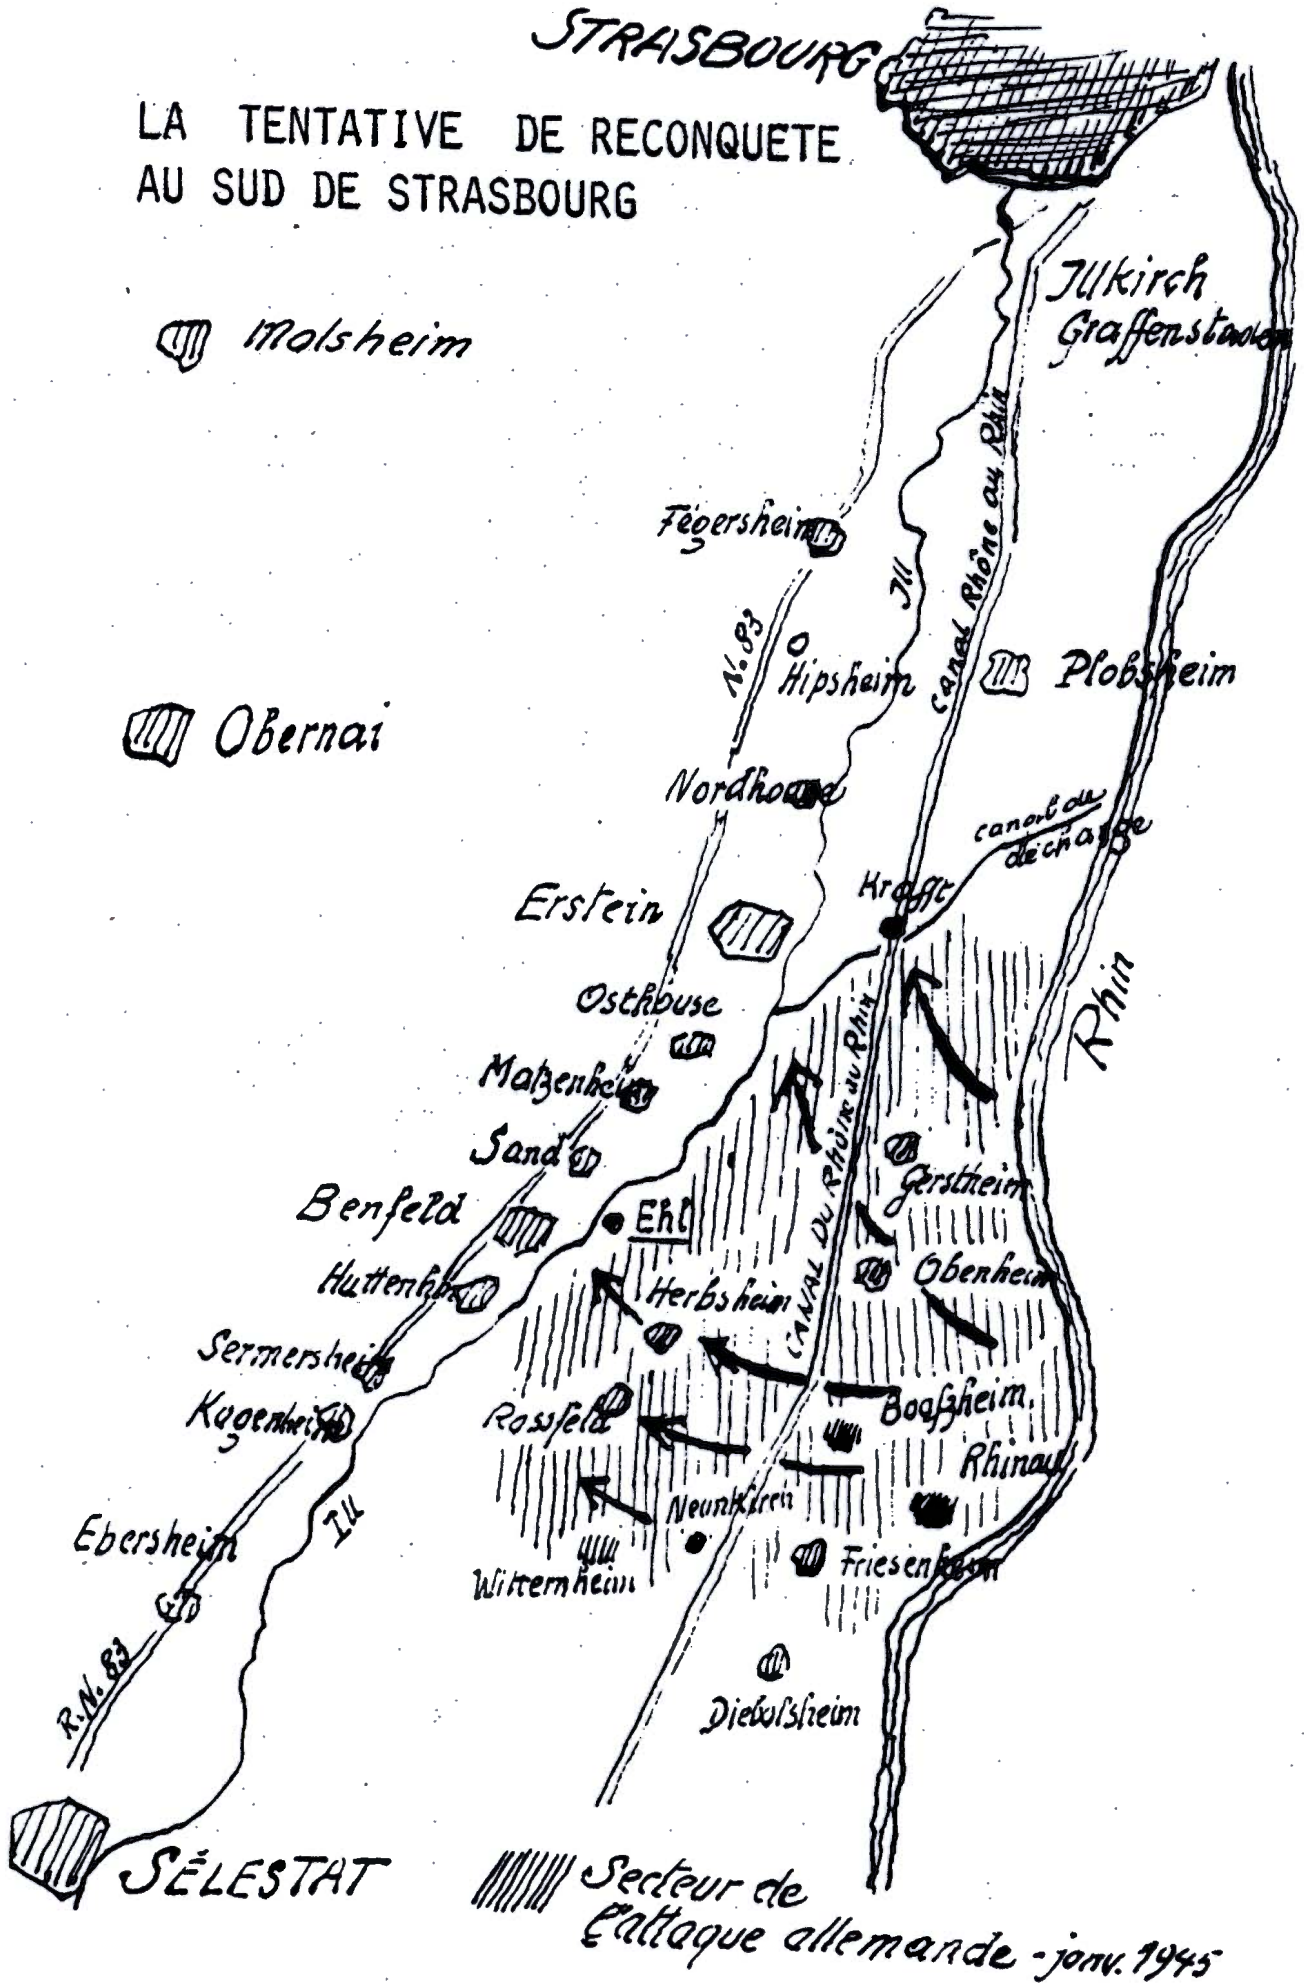 STRASBOURG
LA TENTATIVE DE RECONQUETE
AU SUD DE STRASBOURG
Illkirch
Graffenstaden
Molsheim
Canal Rhône au Rhin
Fégersheim
Ill
N.83
Hipsheim
Plobsheim
Obernai
Nordhouse
canal de
décharge
Krafft
Erstein
Rhin
Osthouse
Matzenheim
CANAL DU Rhône au Rhin
Sand
Gerstheim
Benfeld
Ehl
Obenheim
Huttenhm
Herbsheim
Sermersheim
Kogenheim
Rossfeld
Boofzheim
Rhinau
Neunkiren
Ill
Ebersheim
Friesenheim
Witternheim
R.N.83
Diebolsheim
SÉLESTAT
Secteur de
l'attaque allemande - janv. 1945